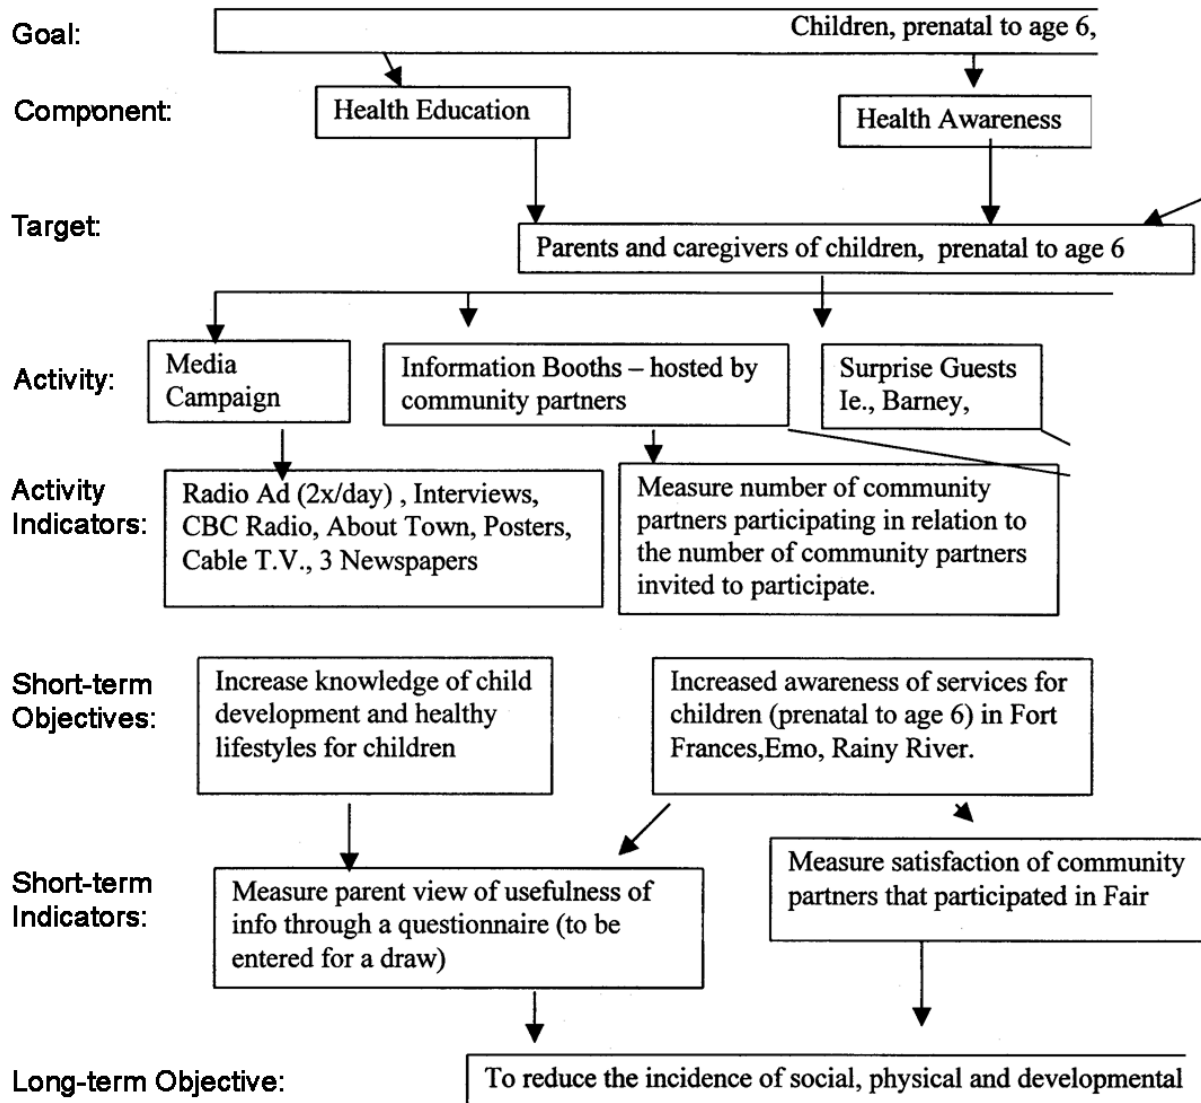 Goal:
Children, prenatal to age 6,
Component:
Health Education
Health Awareness
Target:
Parents and caregivers of children, prenatal to age 6
Activity:
Media
Campaign
Information Booths – hosted by
community partners
Surprise Guests
Ie., Barney,
Activity
Indicators:
Radio Ad (2x/day) , Interviews,
CBC Radio, About Town, Posters,
Cable T.V., 3 Newspapers
Measure number of community
partners participating in relation to
the number of community partners
invited to participate.
Short-term
Objectives:
Increase knowledge of child
development and healthy
lifestyles for children
Increased awareness of services for
children (prenatal to age 6) in Fort
Frances,Emo, Rainy River.
Short-term
Indicators:
Measure parent view of usefulness of
info through a questionnaire (to be
entered for a draw)
Measure satisfaction of community
partners that participated in Fair
Long-term Objective:
To reduce the incidence of social, physical and developmental